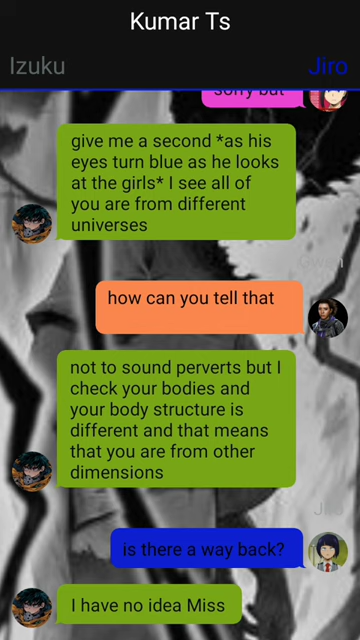 Kumar Ts
Izuku
Jiro
sorry but
give me a second *as his
eyes turn blue as he looks
at the girls* I see all of
you are from different
universes
Gwen
how can you tell that
not to sound perverts but I
check your bodies and
your body structure is
different and that means
that you are from other
dimensions
Jiro
is there a way back?
I have no idea Miss